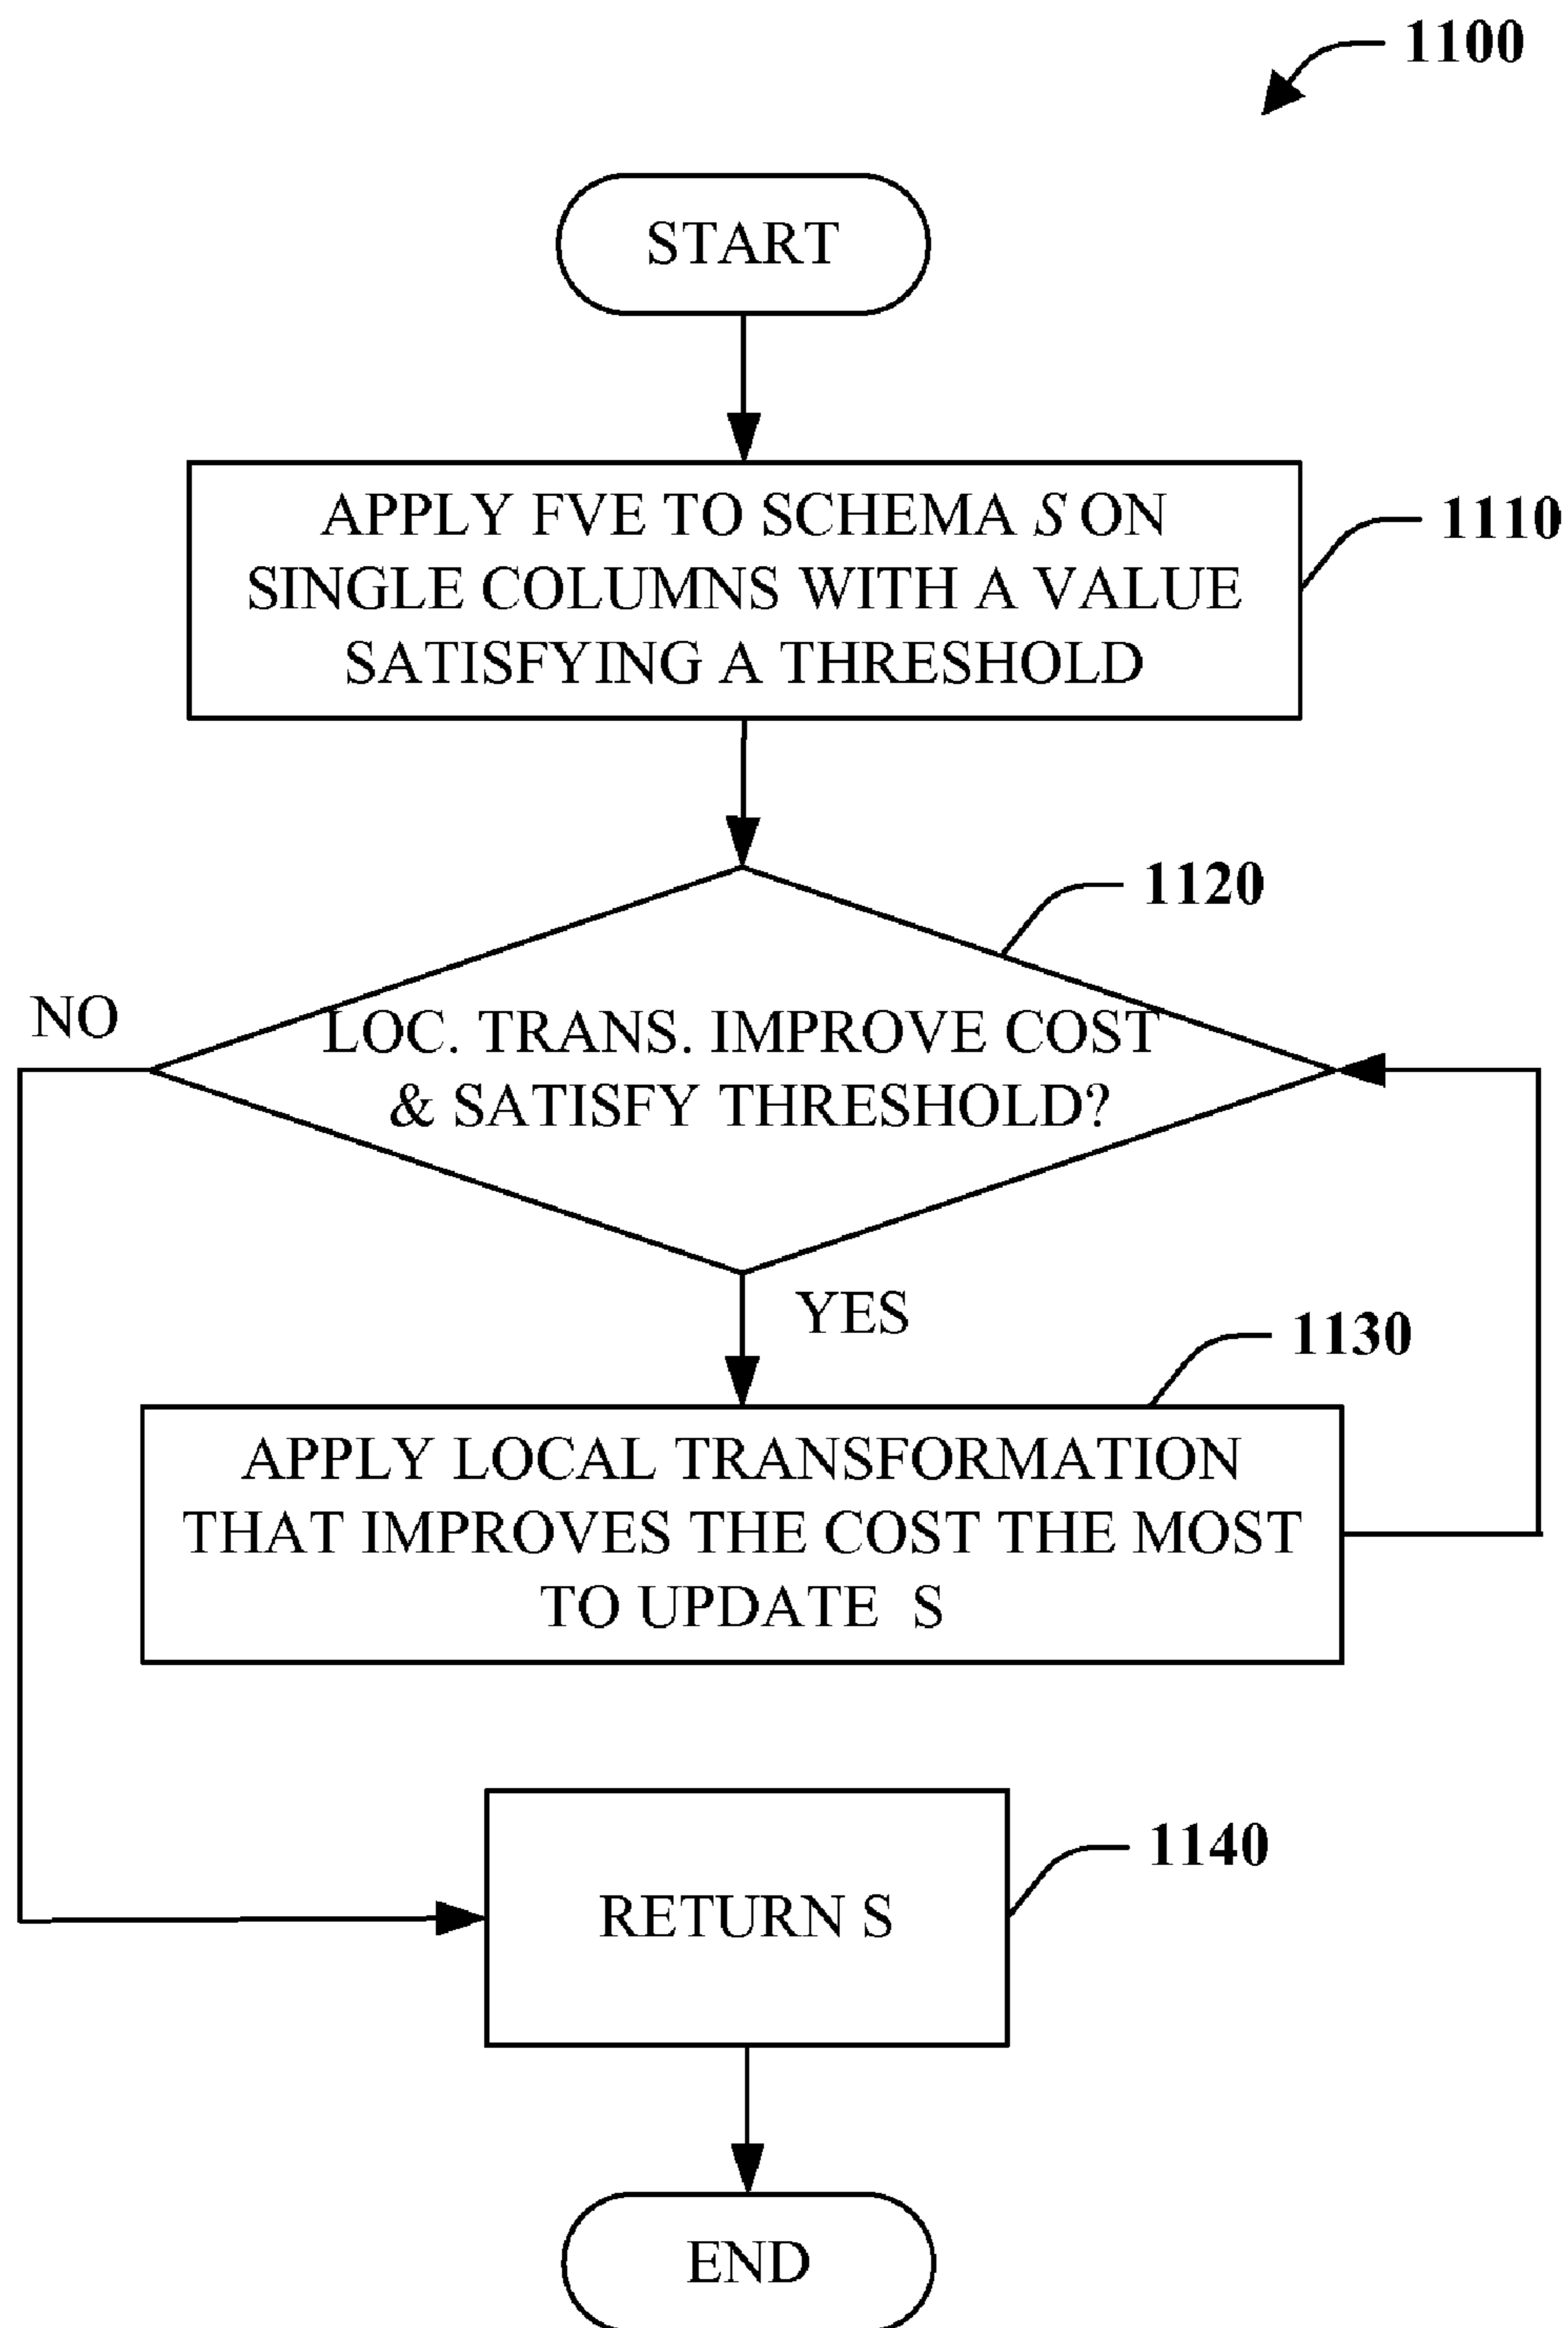 1100
START
APPLY FVE TO SCHEMA S ON
SINGLE COLUMNS WITH A VALUE
SATISFYING A THRESHOLD
1110
1120
NO
LOC. TRANS. IMPROVE COST
& SATISFY THRESHOLD?
YES
1130
APPLY LOCAL TRANSFORMATION
THAT IMPROVES THE COST THE MOST
TO UPDATE S
1140
RETURN S
END